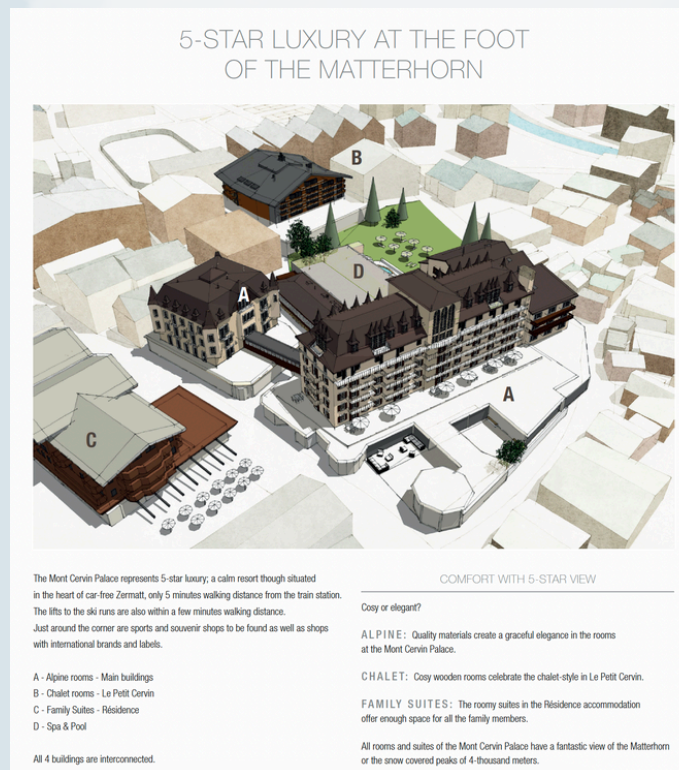 5-STAR LUXURY AT THE FOOT
OF THE MATTERHORN
B
D
A
A
C
The Mont Cervin Palace represents 5-star luxury; a calm resort though situated
in the heart of car-free Zermatt, only 5 minutes walking distance from the train station.
The lifts to the ski runs are also within a few minutes walking distance.
Just around the corner are sports and souvenir shops to be found as well as shops
with international brands and labels.
A - Alpine rooms - Main buildings
B - Chalet rooms - Le Petit Cervin
C - Family Suites - Résidence
D - Spa & Pool
All 4 buildings are interconnected.
COMFORT WITH 5-STAR VIEW
Cosy or elegant?
ALPINE: Quality materials create a graceful elegance in the rooms
at the Mont Cervin Palace.
CHALET: Cosy wooden rooms celebrate the chalet-style in Le Petit Cervin.
FAMILY SUITES: The roomy suites in the Résidence accommodation
offer enough space for all the family members.
All rooms and suites of the Mont Cervin Palace have a fantastic view of the Matterhorn
or the snow covered peaks of 4-thousand meters.